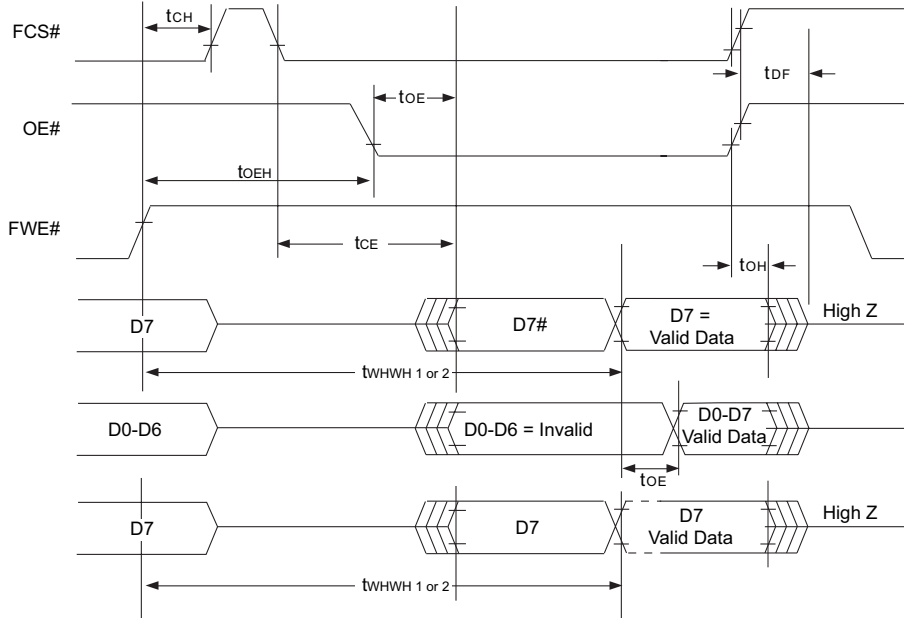 FCS#
tCH
tDF
OE#
tOE
tOEH
FWE#
tCE
tOH
D7
D7#
D7 =
Valid Data
High Z
tWHWH 1 or 2
D0-D6
D0-D6 = Invalid
D0-D7
Valid Data
tOE
D7
D7
D7
Valid Data
High Z
tWHWH 1 or 2